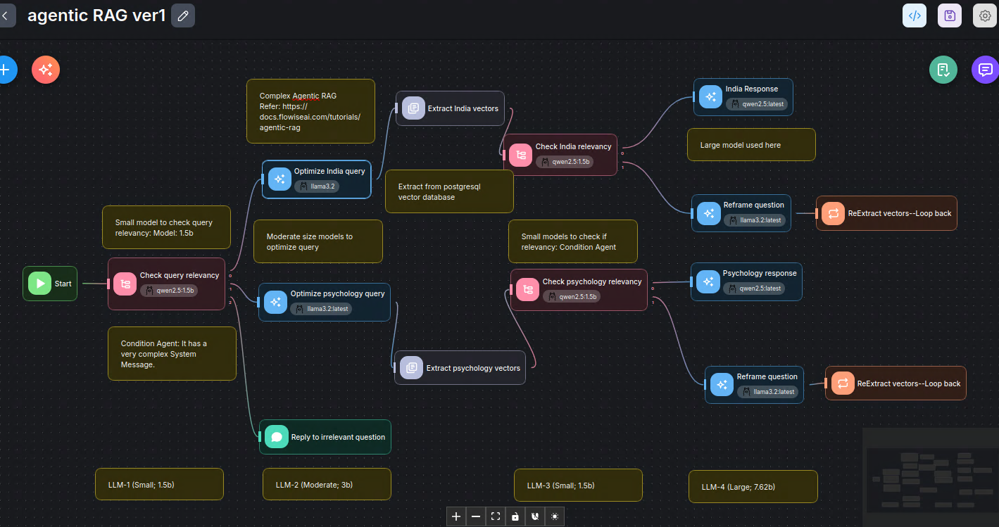 agentic RAG ver1
Complex Agentic RAG
Refer: https://
docs.flowiseai.com/tutorials/
agentic-rag
Extract India vectors
India Response
qwen2.5:latest
Check India relevancy
qwen2.5:1.5b
0
1
Large model used here
Optimize India query
llama3.2
Extract from postgresql
vector database
Reframe question
llama3.2:latest
ReExtract vectors--Loop back
Small model to check query
relevancy: Model: 1.5b
Moderate size models to
optimize query
Small models to check if
relevancy: Condition Agent
Start
Check query relevancy
qwen2.5:1.5b
0
1
2
Optimize psychology query
llama3.2:latest
Check psychology relevancy
qwen2.5:1.5b
0
1
Psychology response
qwen2.5:latest
Condition Agent: It has a
very complex System
Message.
Extract psychology vectors
Reframe question
llama3.2:latest
ReExtract vectors--Loop back
Reply to irrelevant question
LLM-1 (Small; 1.5b)
LLM-2 (Moderate; 3b)
LLM-3 (Small; 1.5b)
LLM-4 (Large; 7.62b)